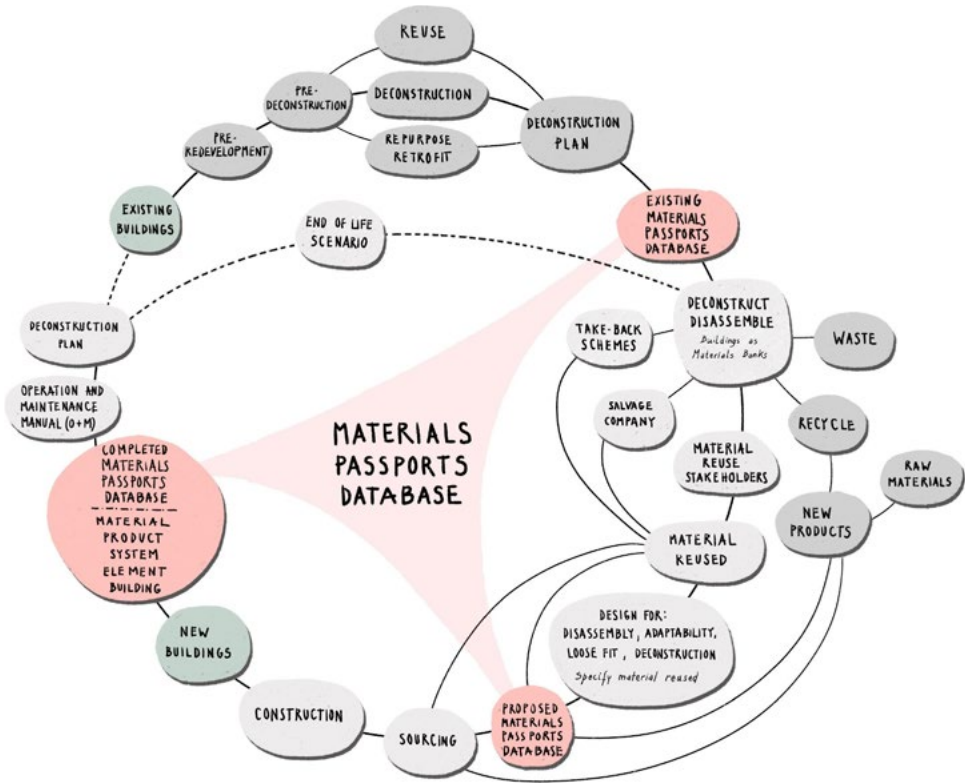 REUSE
PRE-
DECONSTRUCTION
DECONSTRUCTION
REPURPOSE
RETROFIT
DECONSTRUCTION
PLAN
PRE-
REDEVELOPMENT
EXISTING
BUILDINGS
END OF LIFE
SCENARIO
EXISTING
MATERIALS
PASSPORTS
DATABASE
DECONSTRUCTION
PLAN
OPERATION AND
MAINTENANCE
MANUAL (O+M)
COMPLETED
MATERIALS
PASSPORTS
DATABASE
MATERIAL
PRODUCT
SYSTEM
ELEMENT
BUILDING
MATERIALS
PASSPORTS
DATABASE
DECONSTRUCT
DISASSEMBLE
Buildings as
Materials Banks
TAKE-BACK
SCHEMES
WASTE
SALVAGE
COMPANY
MATERIAL
REUSE
STAKEHOLDERS
RECYCLE
RAW
MATERIALS
NEW
PRODUCTS
MATERIAL
REUSED
DESIGN FOR:
DISASSEMBLY, ADAPTABILITY,
LOOSE FIT, DECONSTRUCTION
Specify material reused
NEW
BUILDINGS
CONSTRUCTION
SOURCING
PROPOSED
MATERIALS
PASSPORTS
DATABASE